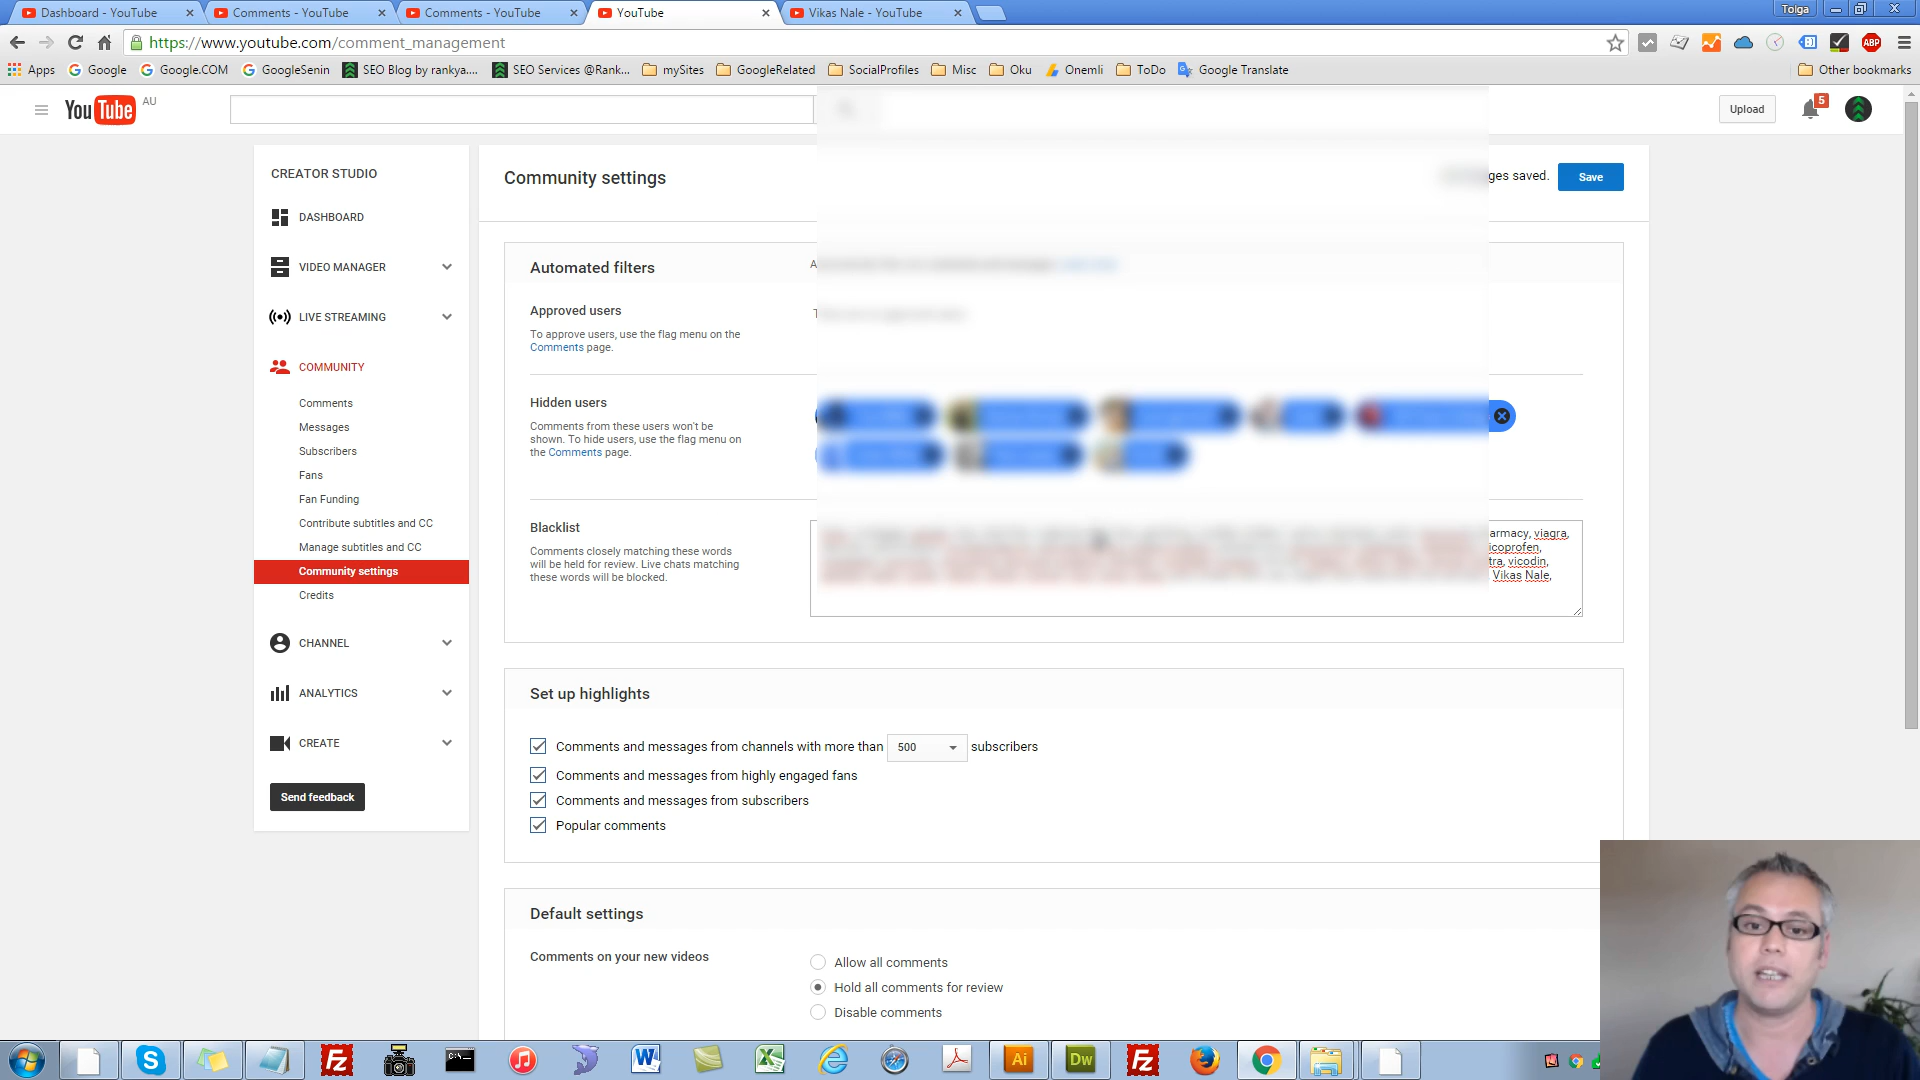 Dashboard - YouTube
Comments - YouTube
Comments - YouTube
YouTube
Vikas Nale - YouTube
Tolga
https://www.youtube.com/comment_management
ABP
Apps
Google
Google.COM
GoogleSenin
SEO Blog by rankya....
SEO Services @Rank...
mySites
GoogleRelated
SocialProfiles
Misc
Oku
Onemli
ToDo
Google Translate
Other bookmarks
YouTube AU
Upload
5
CREATOR STUDIO
DASHBOARD
VIDEO MANAGER
LIVE STREAMING
COMMUNITY
Comments
Messages
Subscribers
Fans
Fan Funding
Contribute subtitles and CC
Manage subtitles and CC
Community settings
Credits
CHANNEL
ANALYTICS
CREATE
Send feedback
Community settings
ges saved.
Save
Automated filters
Approved users
To approve users, use the flag menu on the
Comments page.
Hidden users
Comments from these users won't be
shown. To hide users, use the flag menu on
the Comments page.
Blacklist
Comments closely matching these words
will be held for review. Live chats matching
these words will be blocked.
armacy, viagra,
icoprofen,
tra, vicodin,
Vikas Nale,
Set up highlights
Comments and messages from channels with more than 500 subscribers
Comments and messages from highly engaged fans
Comments and messages from subscribers
Popular comments
Default settings
Comments on your new videos
Allow all comments
Hold all comments for review
Disable comments
Ai
Dw